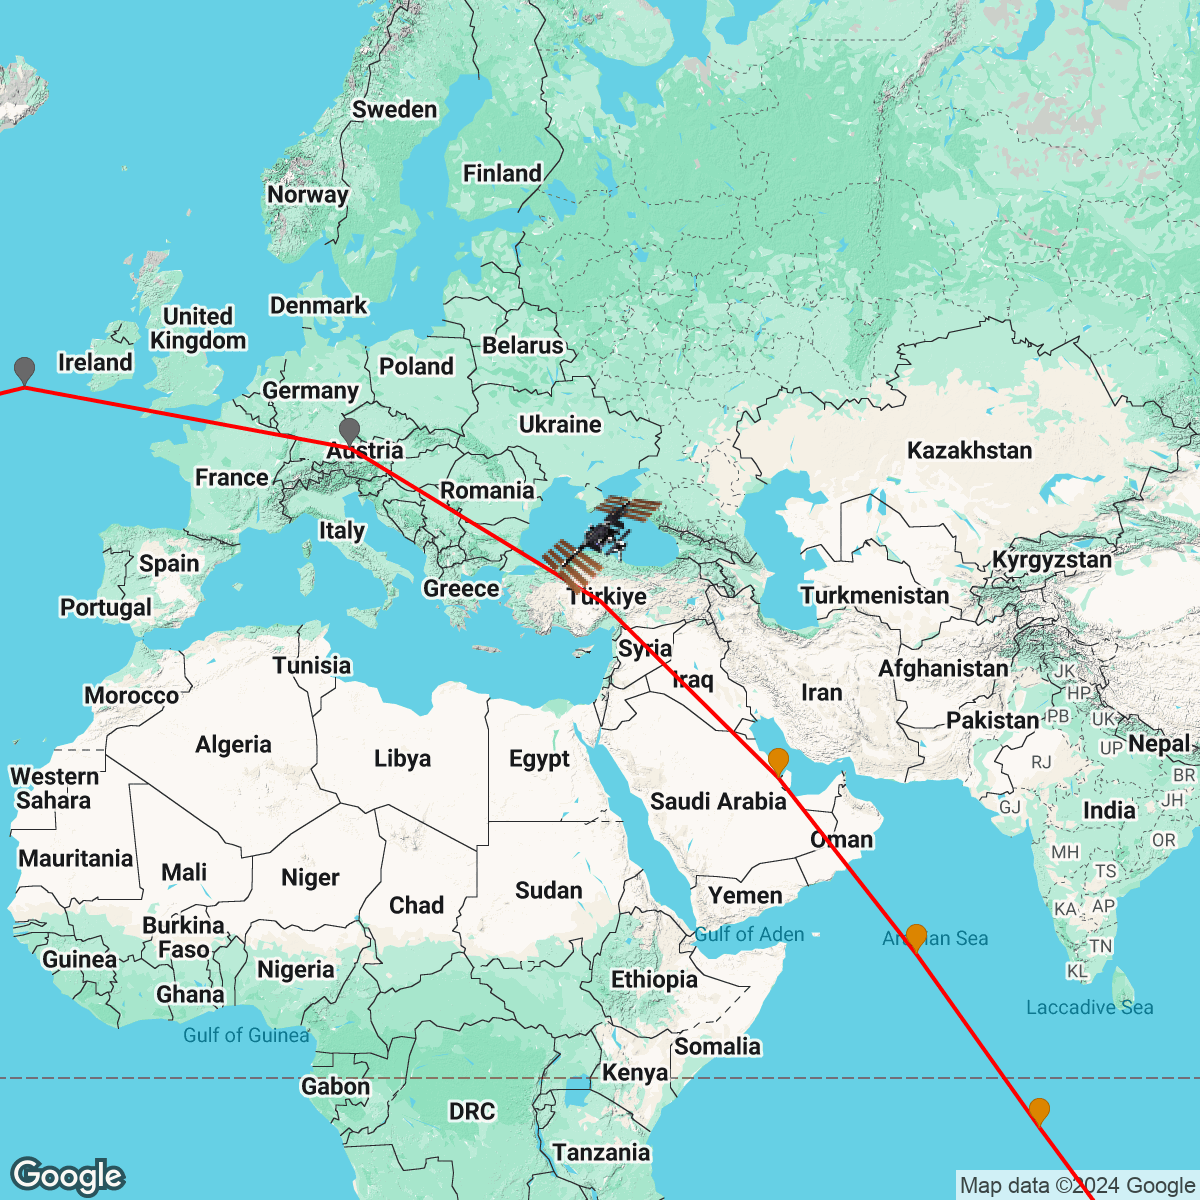 Sweden
Finland
Norway
Denmark
United
Kingdom
Ireland
Belarus
Poland
Germany
Ukraine
Austria
Kazakhstan
France
Romania
Italy
Spain
Kyrgyzstan
Greece
Türkiye
Turkmenistan
Portugal
Syria
Tunisia
Afghanistan
JK
Iraq
Iran
HP
Morocco
Pakistan
PB
UK
Algeria
Libya
Egypt
UP
Nepal
RJ
Western
Sahara
BR
Saudi Arabia
GJ
India
JH
Oman
OR
Mauritania
Mali
Niger
MH
TS
Sudan
Yemen
Chad
KA
AP
Burkina
Faso
Gulf of Aden
Arabian Sea
TN
Guinea
Nigeria
KL
Ethiopia
Ghana
Laccadive Sea
Gulf of Guinea
Somalia
Kenya
Gabon
DRC
Tanzania
Google
Map data ©2024 Google